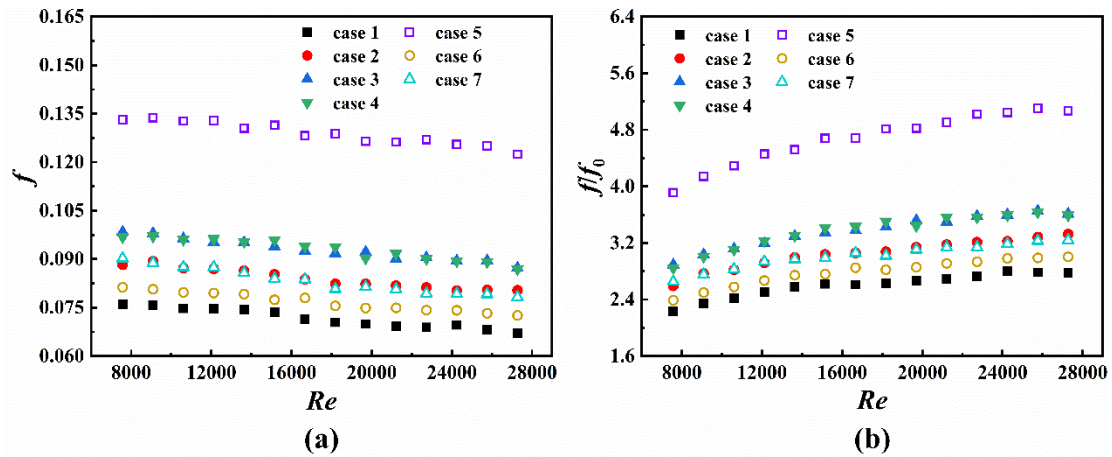 0.165
0.150
0.135
0.120
0.105
0.090
0.075
0.060
f
case 1
case 2
case 3
case 4
case 5
case 6
case 7
8000 12000 16000 20000 24000 28000
Re
(a)
6.4
5.6
4.8
4.0
3.2
2.4
1.6
f/f0
case 1
case 2
case 3
case 4
case 5
case 6
case 7
8000 12000 16000 20000 24000 28000
Re
(b)